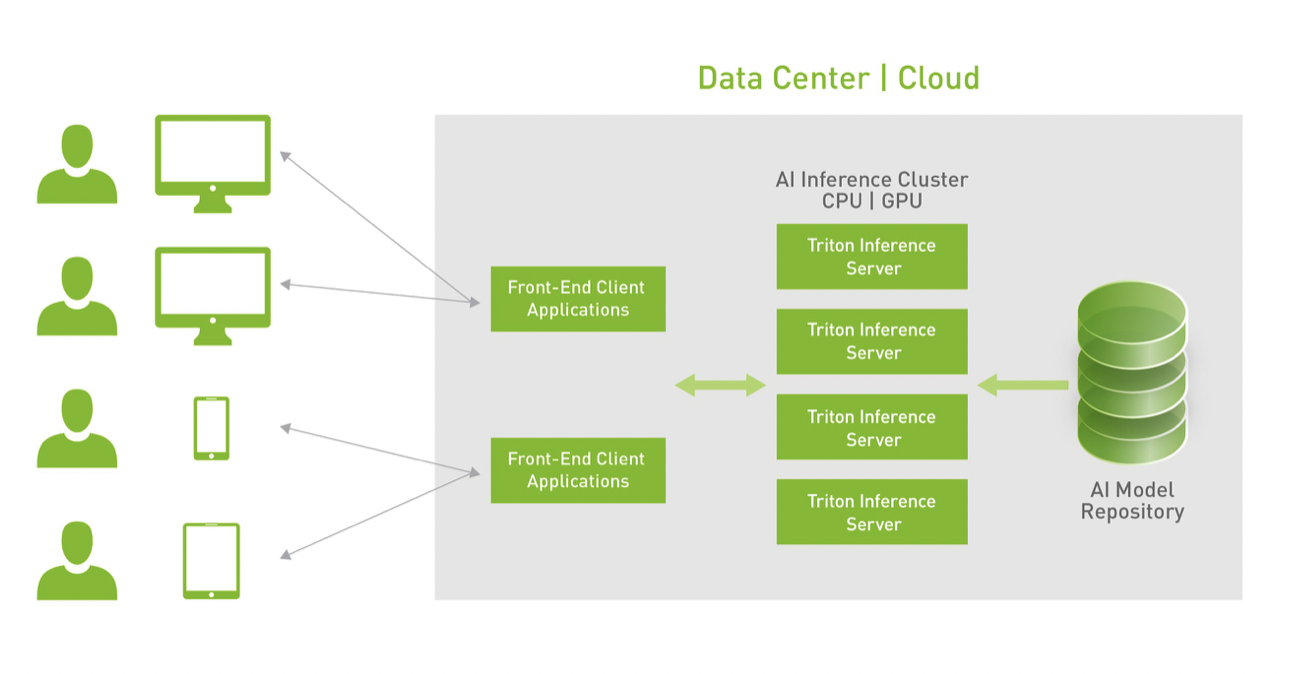 Data Center | Cloud
AI Inference Cluster
CPU | GPU
Front-End Client
Applications
Front-End Client
Applications
Triton Inference
Server
Triton Inference
Server
Triton Inference
Server
Triton Inference
Server
AI Model
Repository